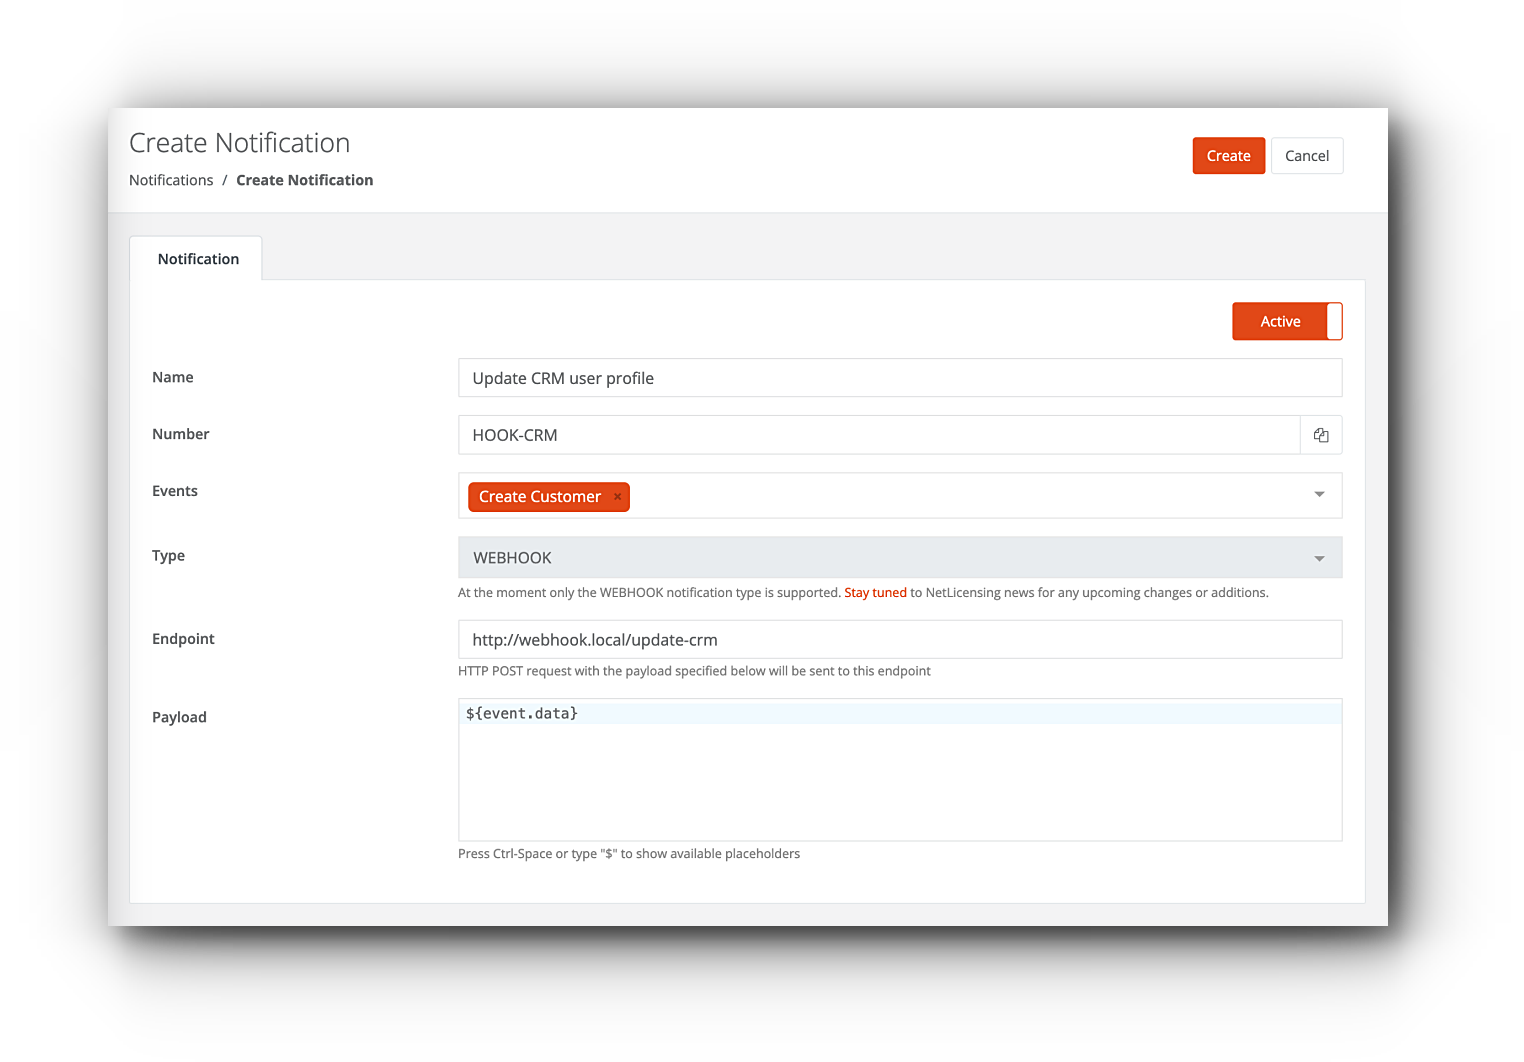 Create Notification
Create
Cancel
Notifications / Create Notification
Notification
Active
Name
Update CRM user profile
Number
HOOK-CRM
Events
Create Customer ×
Type
WEBHOOK
At the moment only the WEBHOOK notification type is supported. Stay tuned to NetLicensing news for any upcoming changes or additions.
Endpoint
http://webhook.local/update-crm
HTTP POST request with the payload specified below will be sent to this endpoint
Payload
${event.data}
Press Ctrl-Space or type "$" to show available placeholders